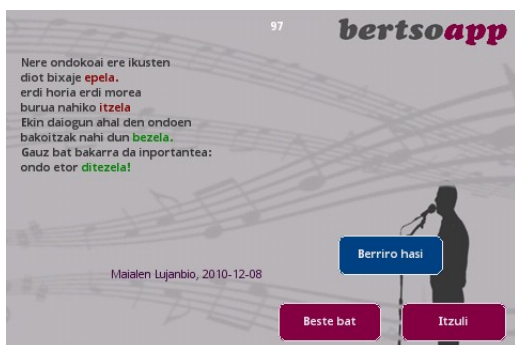 97
bertsoapp
Nere ondokoai ere ikusten
diot bixaje epela.
erdi horia erdi morea
burua nahiko itzela
Ekin daiogun ahal den ondoen
bakoitzak nahi dun bezela.
Gauz bat bakarra da inportantea:
ondo etor ditezela!
Berriro hasi
Maialen Lujanbio, 2010-12-08
Beste bat
Itzuli